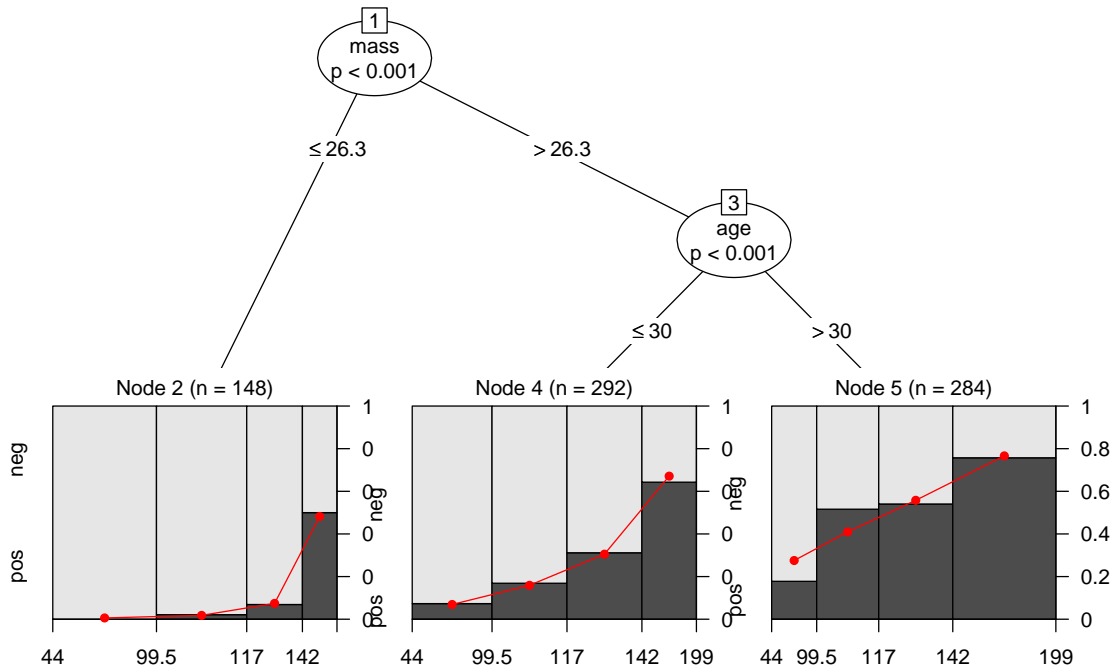 1
mass
p < 0.001
≤ 26.3
> 26.3
3
age
p < 0.001
≤ 30
> 30
Node 2 (n = 148)
neg
pos
44
99.5
117
142
1
0
0
0
0
0
Node 4 (n = 292)
neg
pos
44
99.5
117
142
199
1
0
0
0
0
0
Node 5 (n = 284)
neg
pos
44
99.5
117
142
199
1
0.8
0.6
0.4
0.2
0